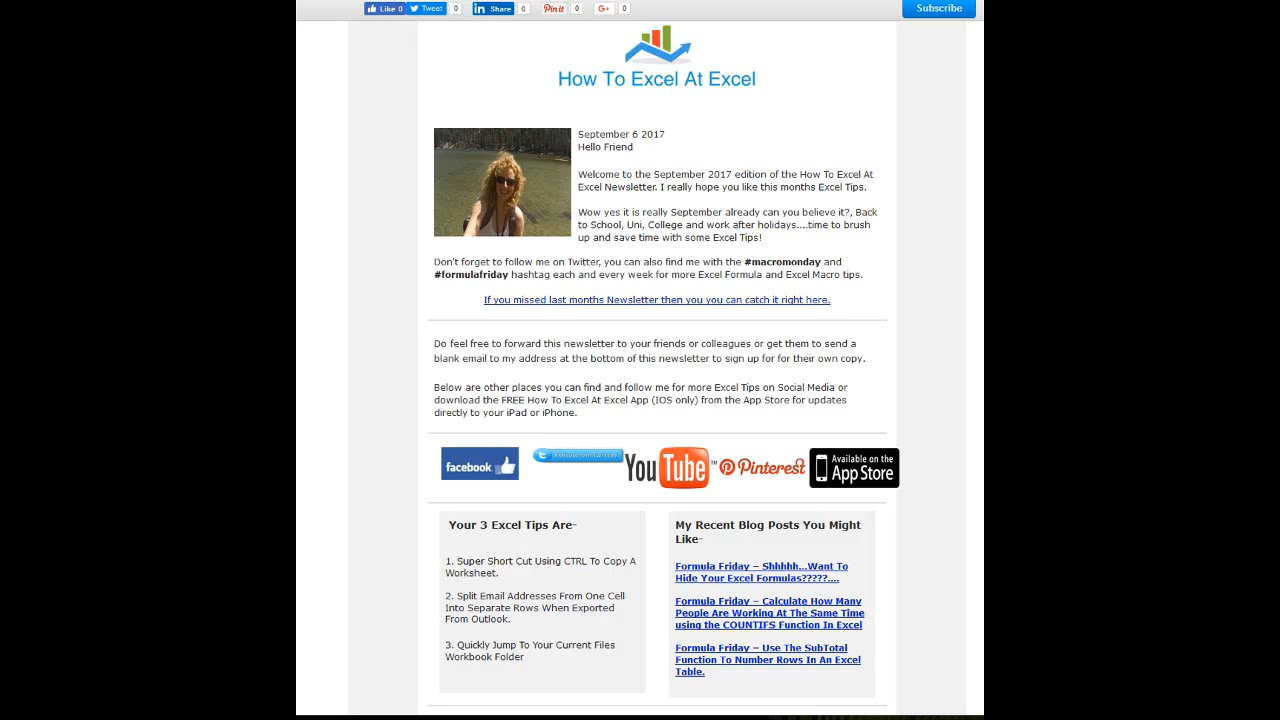 Like 0 Tweet 0 in Share 0 Pin it 0 G+ 0 Subscribe
How To Excel At Excel
September 6 2017
Hello Friend
Welcome to the September 2017 edition of the How To Excel At
Excel Newsletter. I really hope you like this months Excel Tips.
Wow yes it is really September already can you believe it?, Back
to School, Uni, College and work after holidays....time to brush
up and save time with some Excel Tips!
Don't forget to follow me on Twitter, you can also find me with the #macromonday and
#formulafriday hashtag each and every week for more Excel Formula and Excel Macro tips.
If you missed last months Newsletter then you you can catch it right here.
Do feel free to forward this newsletter to your friends or colleagues or get them to send a
blank email to my address at the bottom of this newsletter to sign up for for their own copy.
Below are other places you can find and follow me for more Excel Tips on Social Media or
download the FREE How To Excel At Excel App (IOS only) from the App Store for updates
directly to your iPad or iPhone.
facebook
YouTube™
Pinterest
Available on the
App Store
Your 3 Excel Tips Are-
1. Super Short Cut Using CTRL To Copy A
Worksheet.
2. Split Email Addresses From One Cell
Into Separate Rows When Exported
From Outlook.
3. Quickly Jump To Your Current Files
Workbook Folder
My Recent Blog Posts You Might
Like-
Formula Friday – Shhhhh...Want To
Hide Your Excel Formulas?????....
Formula Friday – Calculate How Many
People Are Working At The Same Time
using the COUNTIFS Function In Excel
Formula Friday – Use The SubTotal
Function To Number Rows In An Excel
Table.